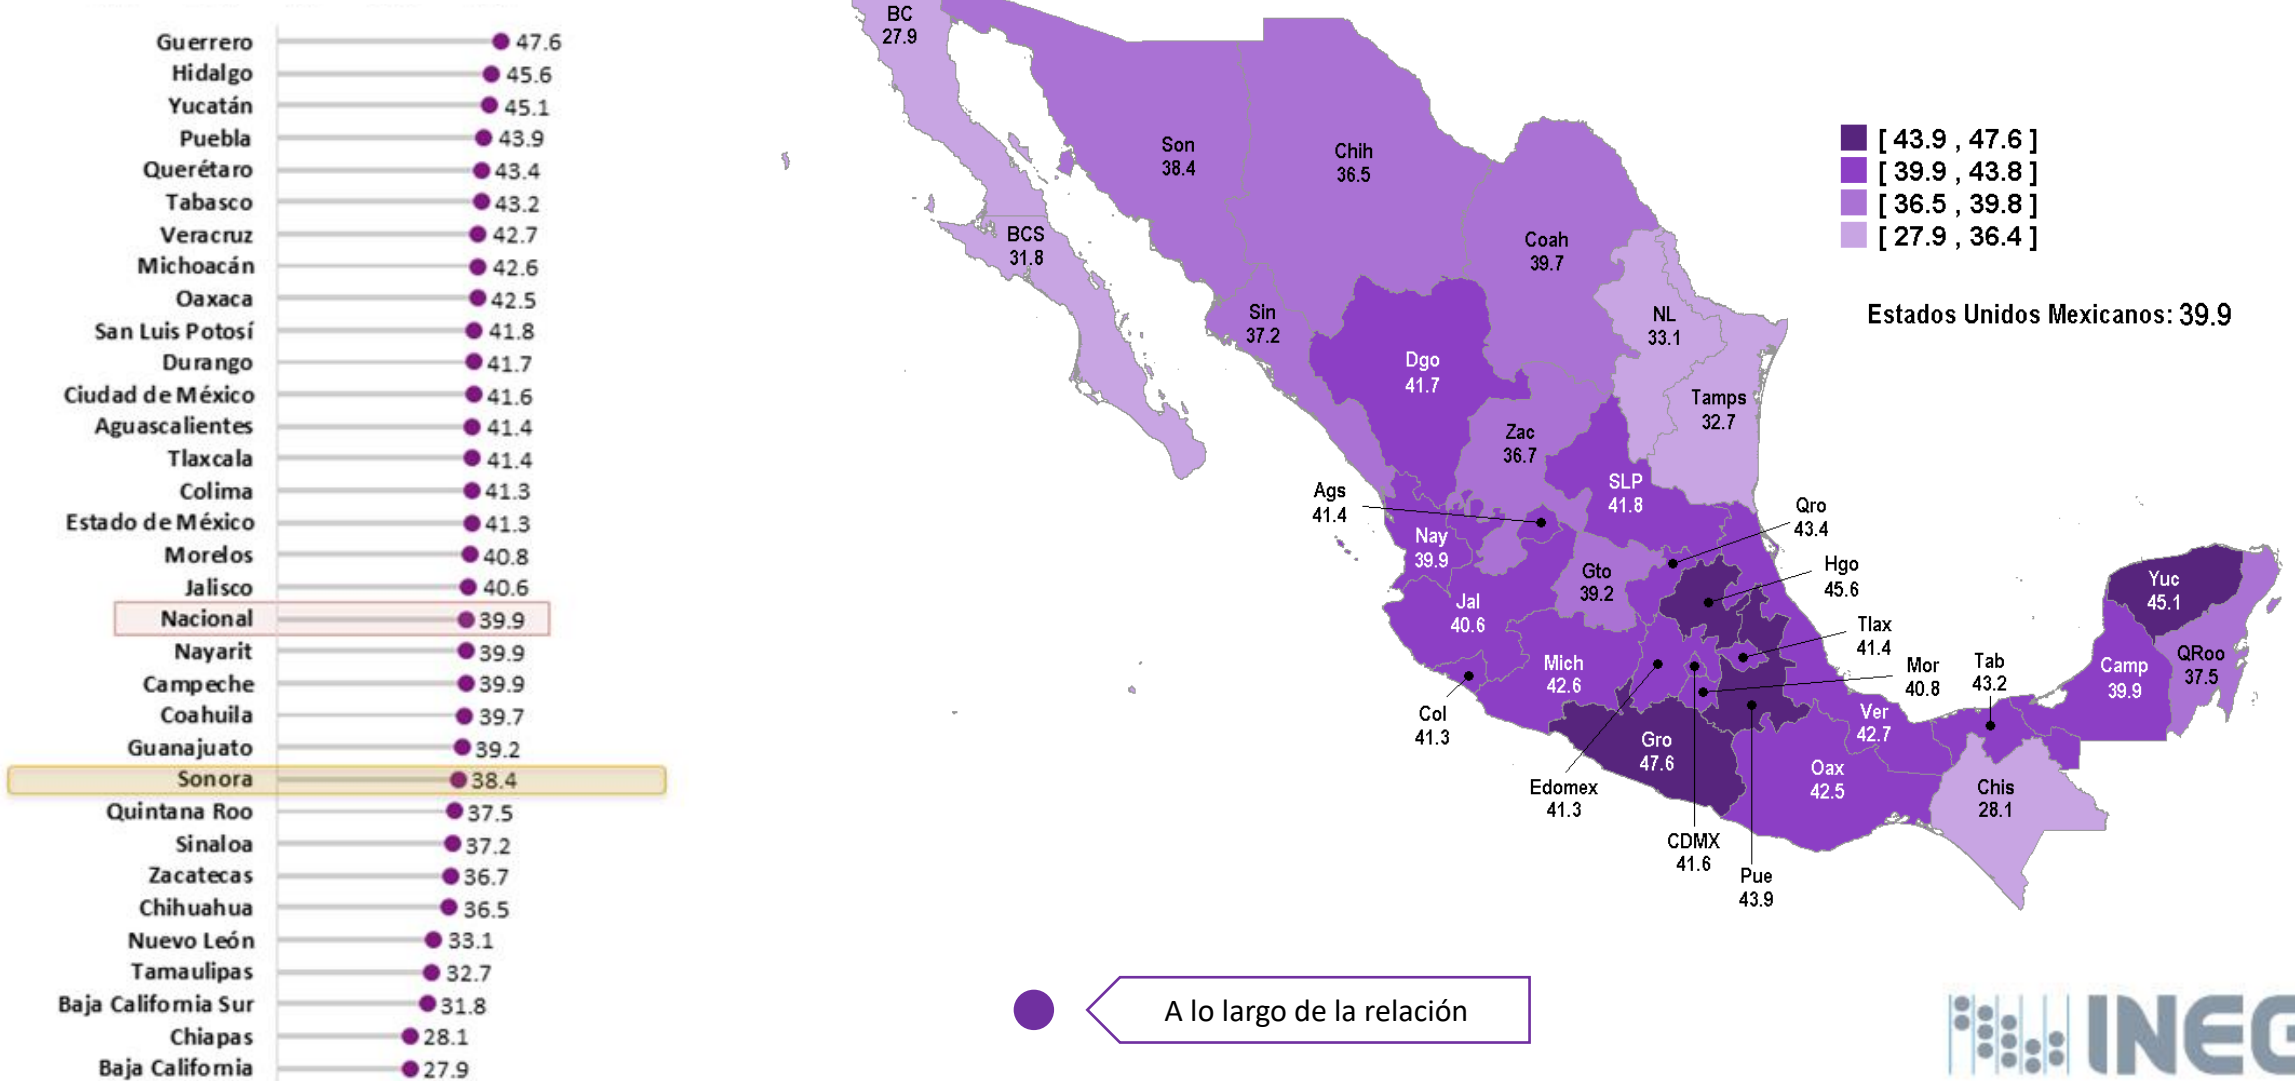 Guerrero 47.6
Hidalgo 45.6
Yucatán 45.1
Puebla 43.9
Querétaro 43.4
Tabasco 43.2
Veracruz 42.7
Michoacán 42.6
Oaxaca 42.5
San Luis Potosí 41.8
Durango 41.7
Ciudad de México 41.6
Aguascalientes 41.4
Tlaxcala 41.4
Colima 41.3
Estado de México 41.3
Morelos 40.8
Jalisco 40.6
Nacional 39.9
Nayarit 39.9
Campeche 39.9
Coahuila 39.7
Guanajuato 39.2
Sonora 38.4
Quintana Roo 37.5
Sinaloa 37.2
Zacatecas 36.7
Chihuahua 36.5
Nuevo León 33.1
Tamaulipas 32.7
Baja California Sur 31.8
Chiapas 28.1
Baja California 27.9
BC
27.9
Son
38.4
Chih
36.5
BCS
31.8
Coah
39.7
Sin
37.2
NL
33.1
Dgo
41.7
Tamps
32.7
Zac
36.7
SLP
41.8
Ags
41.4
Qro
43.4
Nay
39.9
Gto
39.2
Hgo
45.6
Jal
40.6
Tlax
41.4
Mich
42.6
Mor
40.8
Tab
43.2
Yuc
45.1
QRoo
37.5
Camp
39.9
Col
41.3
Gro
47.6
Ver
42.7
Oax
42.5
Edomex
41.3
Chis
28.1
CDMX
41.6
Pue
43.9
[ 43.9 , 47.6 ]
[ 39.9 , 43.8 ]
[ 36.5 , 39.8 ]
[ 27.9 , 36.4 ]
Estados Unidos Mexicanos: 39.9
A lo largo de la relación
INEG